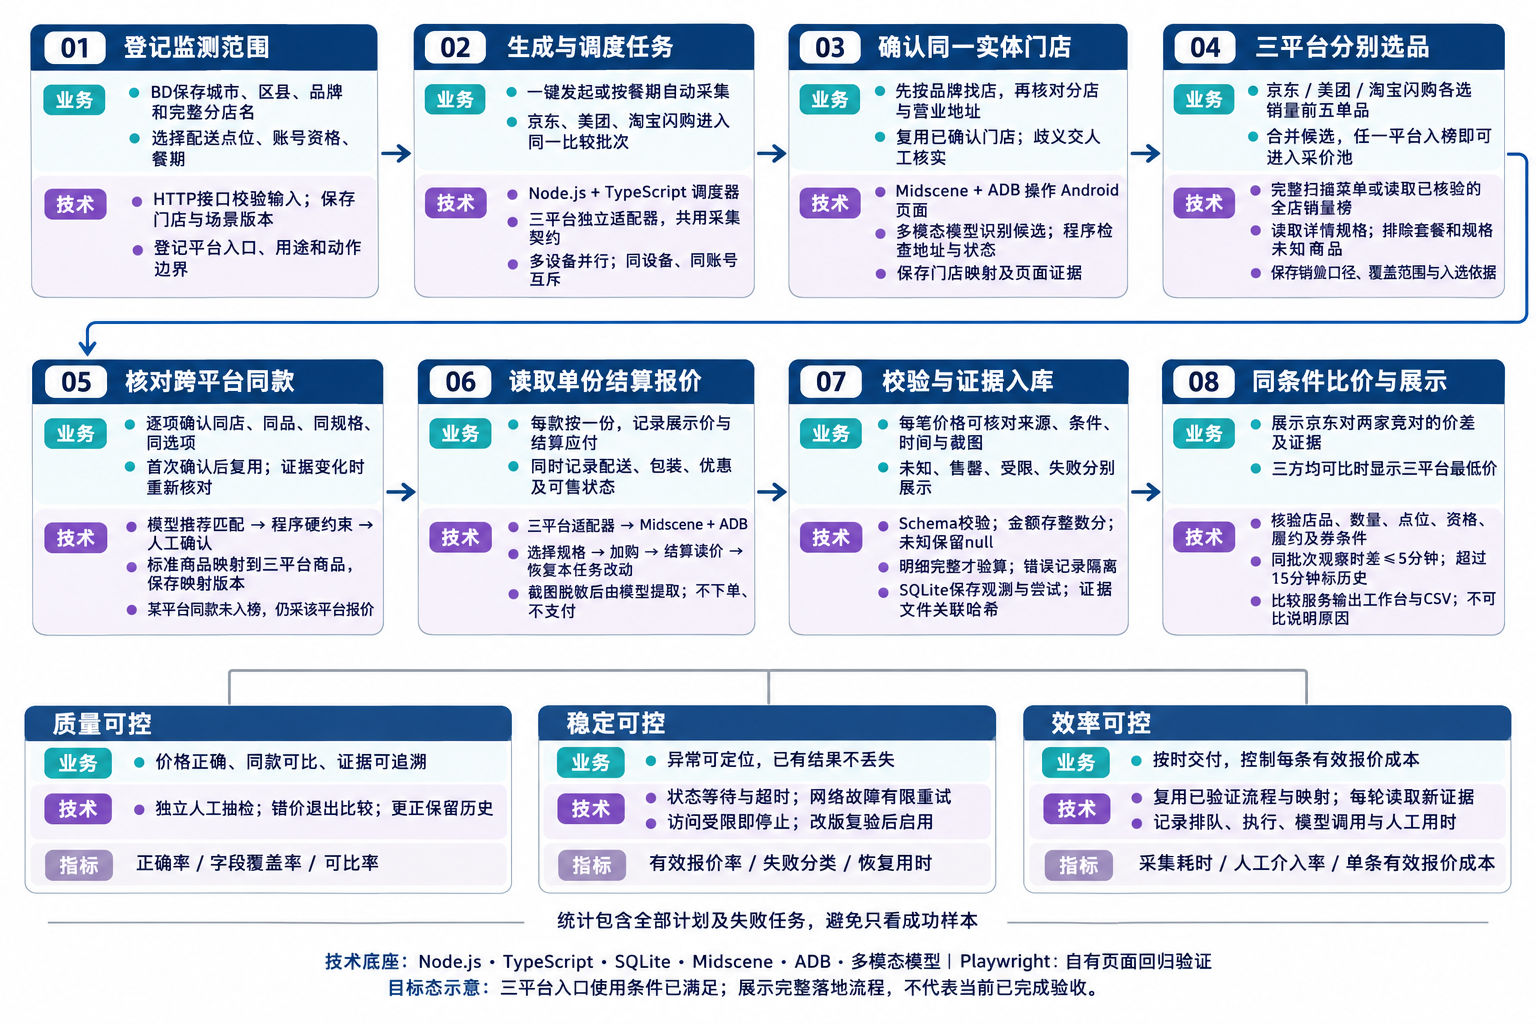 01 登记监测范围
业务
BD保存城市、区县、品牌
和完整分店名
选择配送点位、账号资格、
餐期
技术
HTTP接口校验输入；保存
门店与场景版本
登记平台入口、用途和动作
边界
02 生成与调度任务
业务
一键发起或按餐期自动采集
京东、美团、淘宝闪购进入
同一比较批次
技术
Node.js + TypeScript 调度器
三平台独立适配器，共用采集
契约
多设备并行；同设备、同账号
互斥
03 确认同一实体门店
业务
先按品牌找店，再核对分店
与营业地址
复用已确认门店；歧义交人
工核实
技术
Midscene + ADB 操作 Android
页面
多模态模型识别候选；程序检
查地址与状态
保存门店映射及页面证据
04 三平台分别选品
业务
京东 / 美团 / 淘宝闪购各选
销量前五单品
合并候选，任一平台入榜即可
进入采价池
技术
完整扫描菜单或读取已核验的
全店销量榜
读取详情规格；排除套餐和规格
未知商品
保存销量口径、覆盖范围与入选依据
05 核对跨平台同款
业务
逐项确认同店、同品、同规格、
同选项
首次确认后复用；证据变化时
重新核对
技术
模型推荐匹配 → 程序硬约束 →
人工确认
标准商品映射到三平台商品，
保存映射版本
某平台同款未入榜，仍采该平台报价
06 读取单份结算报价
业务
每款按一份，记录展示价与
结算应付
同时记录配送、包装、优惠
及可售状态
技术
三平台适配器 → Midscene + ADB
选择规格 → 加购 → 结算读价 →
恢复本任务改动
截图脱敏后由模型提取；不下单、
不支付
07 校验与证据入库
业务
每笔价格可核对来源、条件、
时间与截图
未知、售罄、受限、失败分别
展示
技术
Schema校验；金额存整数分；
未知保留null
明细完整才验算；错误记录隔离
SQLite保存观测与尝试；证据
文件关联哈希
08 同条件比价与展示
业务
展示京东对两家竞对的价差
及证据
三方均可比时显示三平台最低价
技术
核验店品、数量、点位、资格、
履约及券条件
同批次观察时差≤5分钟；超过
15分钟标历史
比较服务输出工作台与CSV；不可
比说明原因
质量可控
业务
价格正确、同款可比、证据可追溯
技术
独立人工抽检；错价退出比较；更正保留历史
指标
正确率 / 字段覆盖率 / 可比率
稳定可控
业务
异常可定位，已有结果不丢失
技术
状态等待与超时；网络故障有限重试
访问受限即停止；改版复验后启用
指标
有效报价率 / 失败分类 / 恢复用时
效率可控
业务
按时交付，控制每条有效报价成本
技术
复用已验证流程与映射；每轮读取新证据
记录排队、执行、模型调用与人工用时
指标
采集耗时 / 人工介入率 / 单条有效报价成本
统计包含全部计划及失败任务，避免只看成功样本
技术底座：Node.js · TypeScript · SQLite · Midscene · ADB · 多模态模型 | Playwright：自有页面回归验证
目标态示意：三平台入口使用条件已满足；展示完整落地流程，不代表当前已完成验收。